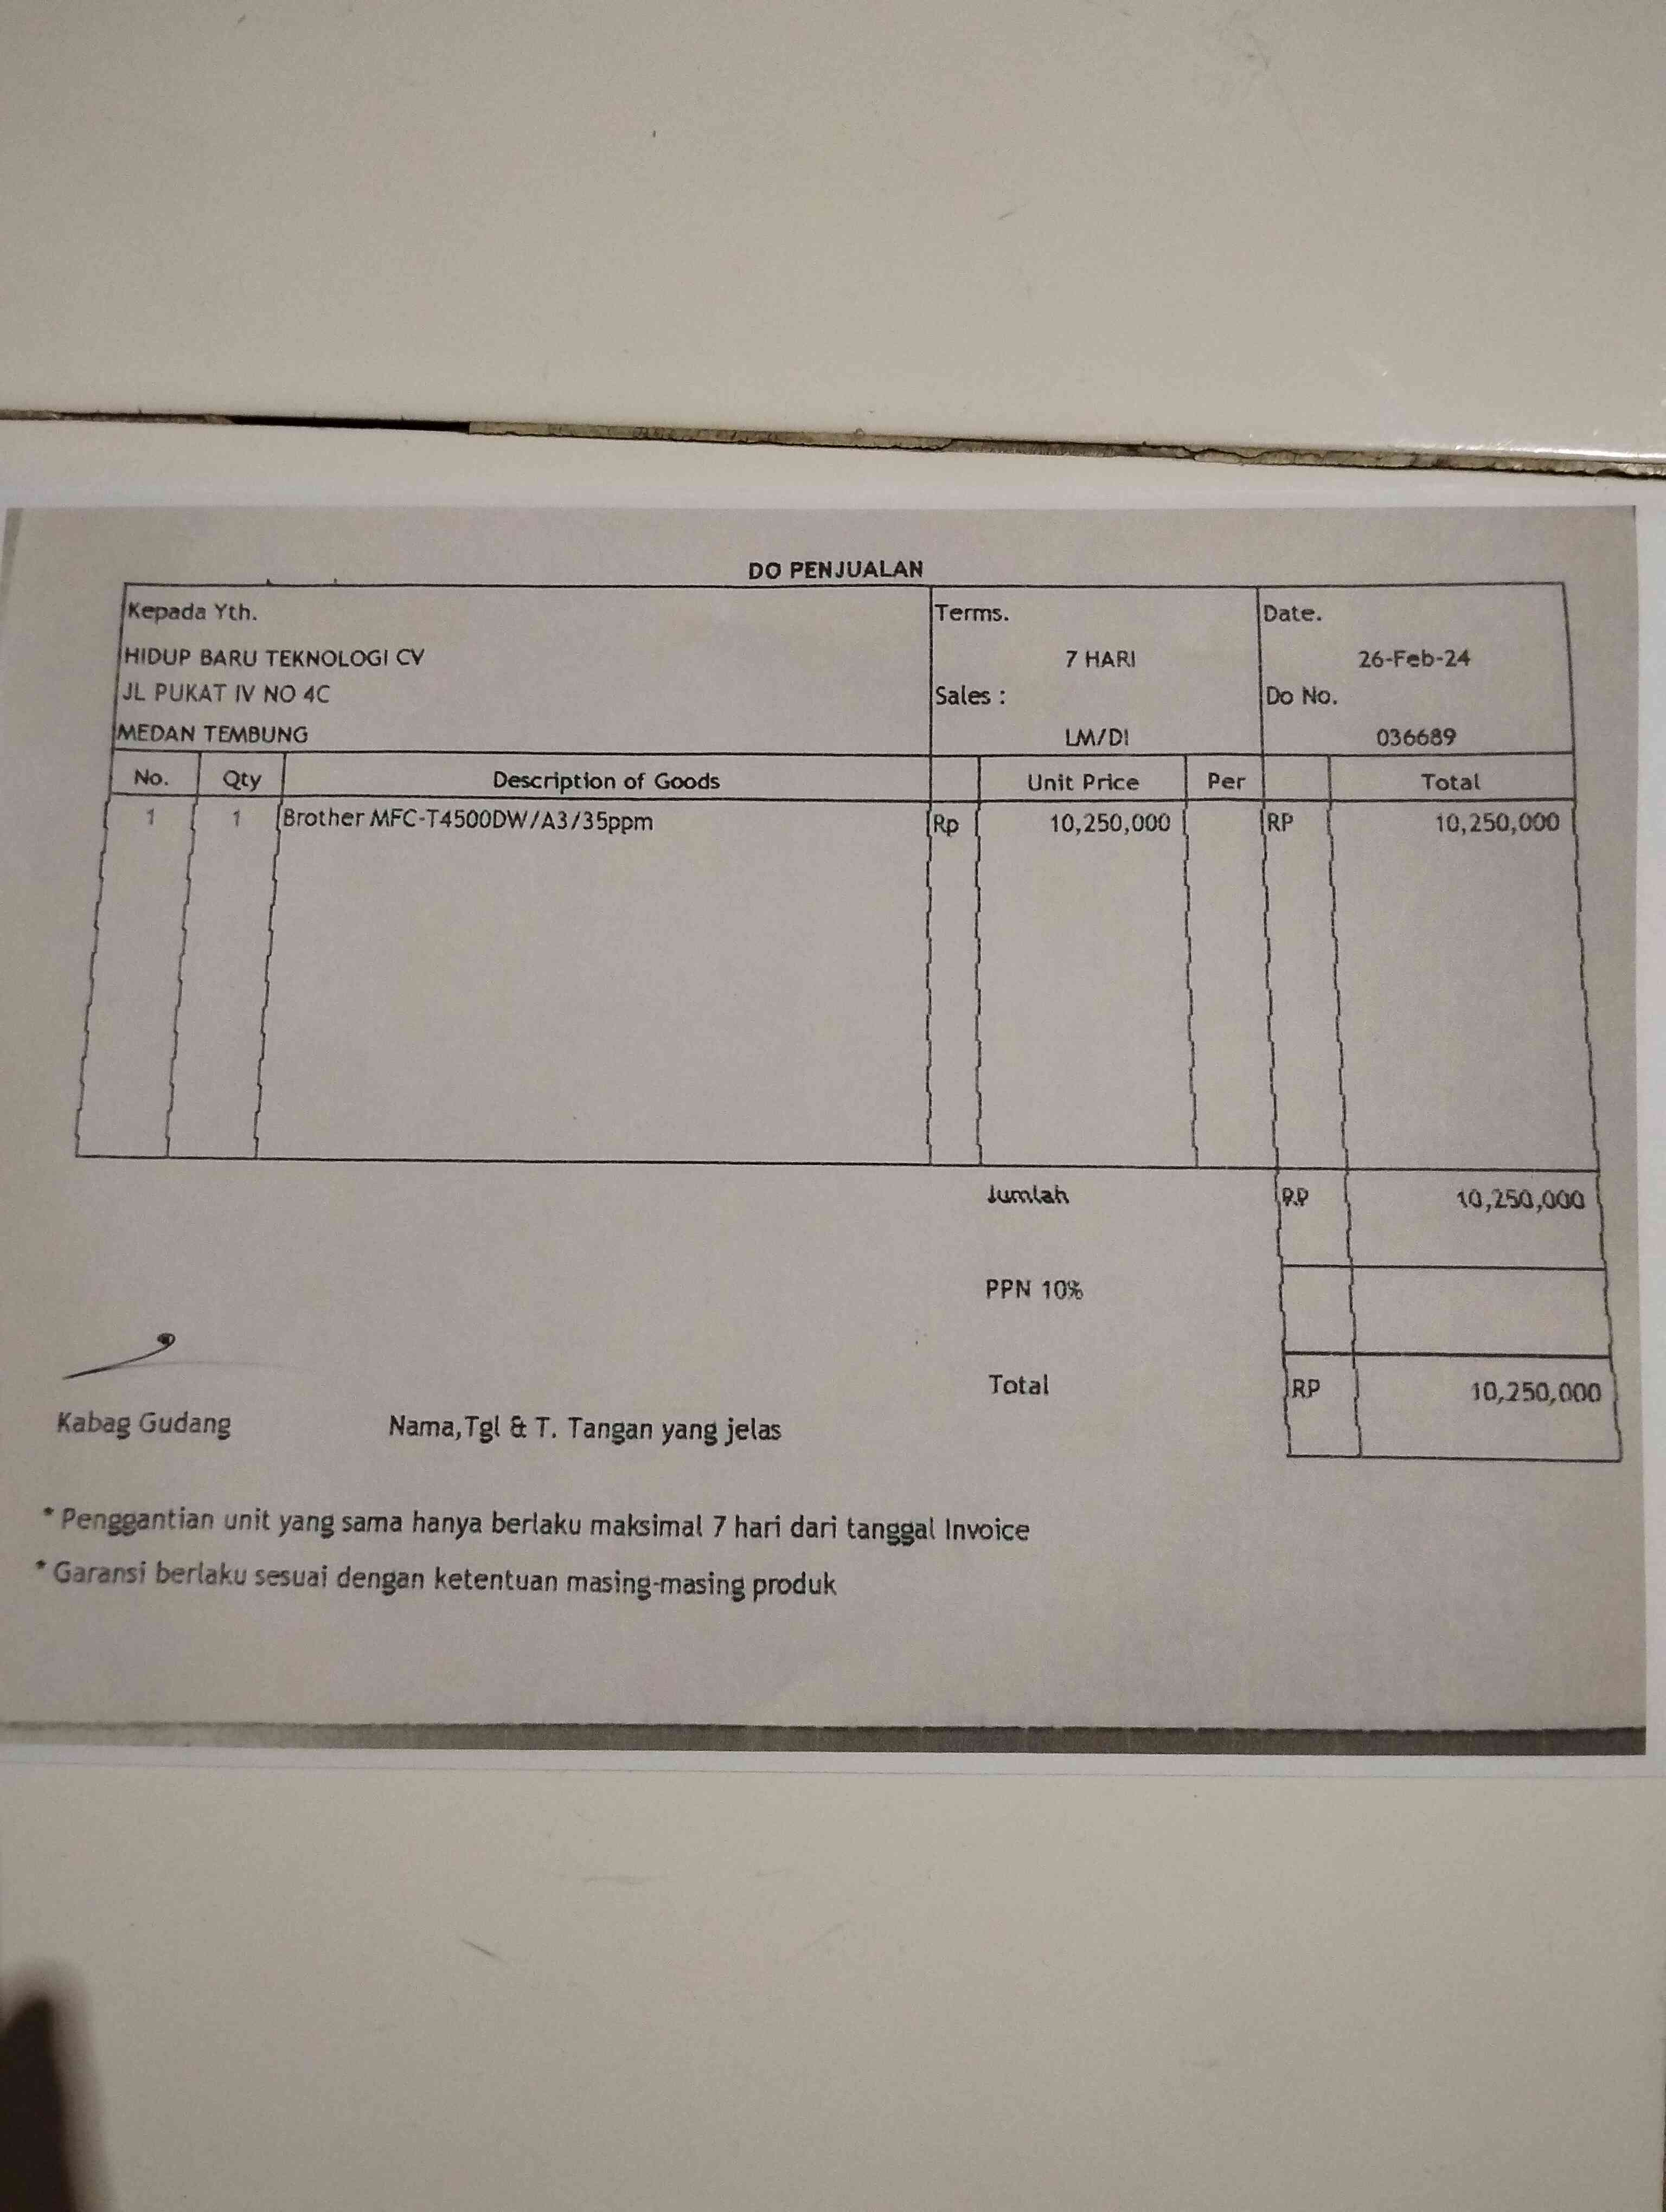 DO PENJUALAN
Kepada Yth.
HIDUP BARU TEKNOLOGI CV
JL PUKAT IV NO 4C
MEDAN TEMBUNG
Terms.
7 HARI
Sales :
LM/DI
Date.
26-Feb-24
Do No.
036689
No. Qty Description of Goods Unit Price Per Total
1 1 Brother MFC-T4500DW/A3/35ppm Rp 10,250,000 RP 10,250,000
Jumlah RP 10,250,000
PPN 10%
Total RP 10,250,000
Kabag Gudang Nama,Tgl & T. Tangan yang jelas
* Penggantian unit yang sama hanya berlaku maksimal 7 hari dari tanggal Invoice
* Garansi berlaku sesuai dengan ketentuan masing-masing produk